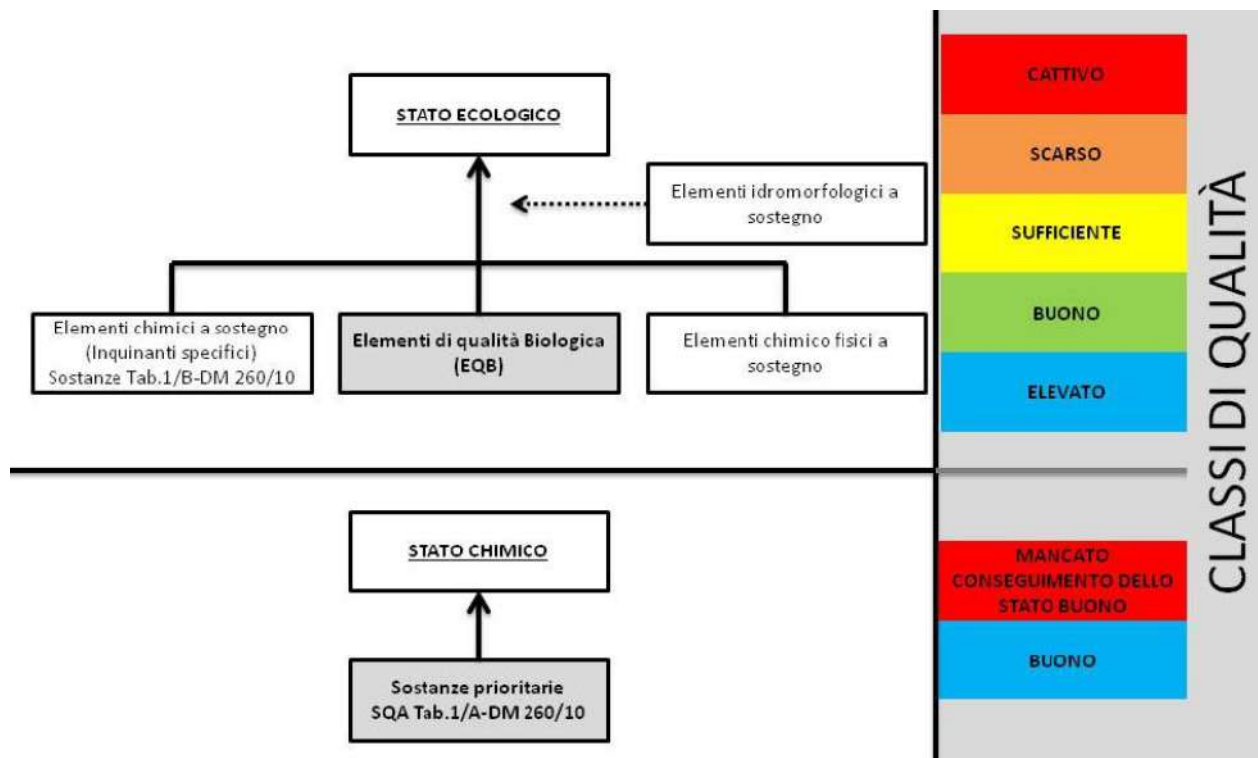 STATO ECOLOGICO
Elementi idromorfologici a
sostegno
Elementi chimici a sostegno
(Inquinanti specifici)
Sostanze Tab.1/B-DM 260/10
Elementi di qualità Biologica
(EQB)
Elementi chimico fisici a
sostegno
STATO CHIMICO
Sostanze prioritarie
SQA Tab.1/A-DM 260/10
CATTIVO
SCARSO
SUFFICIENTE
BUONO
ELEVATO
MANCATO
CONSEGUIMENTO DELLO
STATO BUONO
BUONO
CLASSI DI QUALITÀ